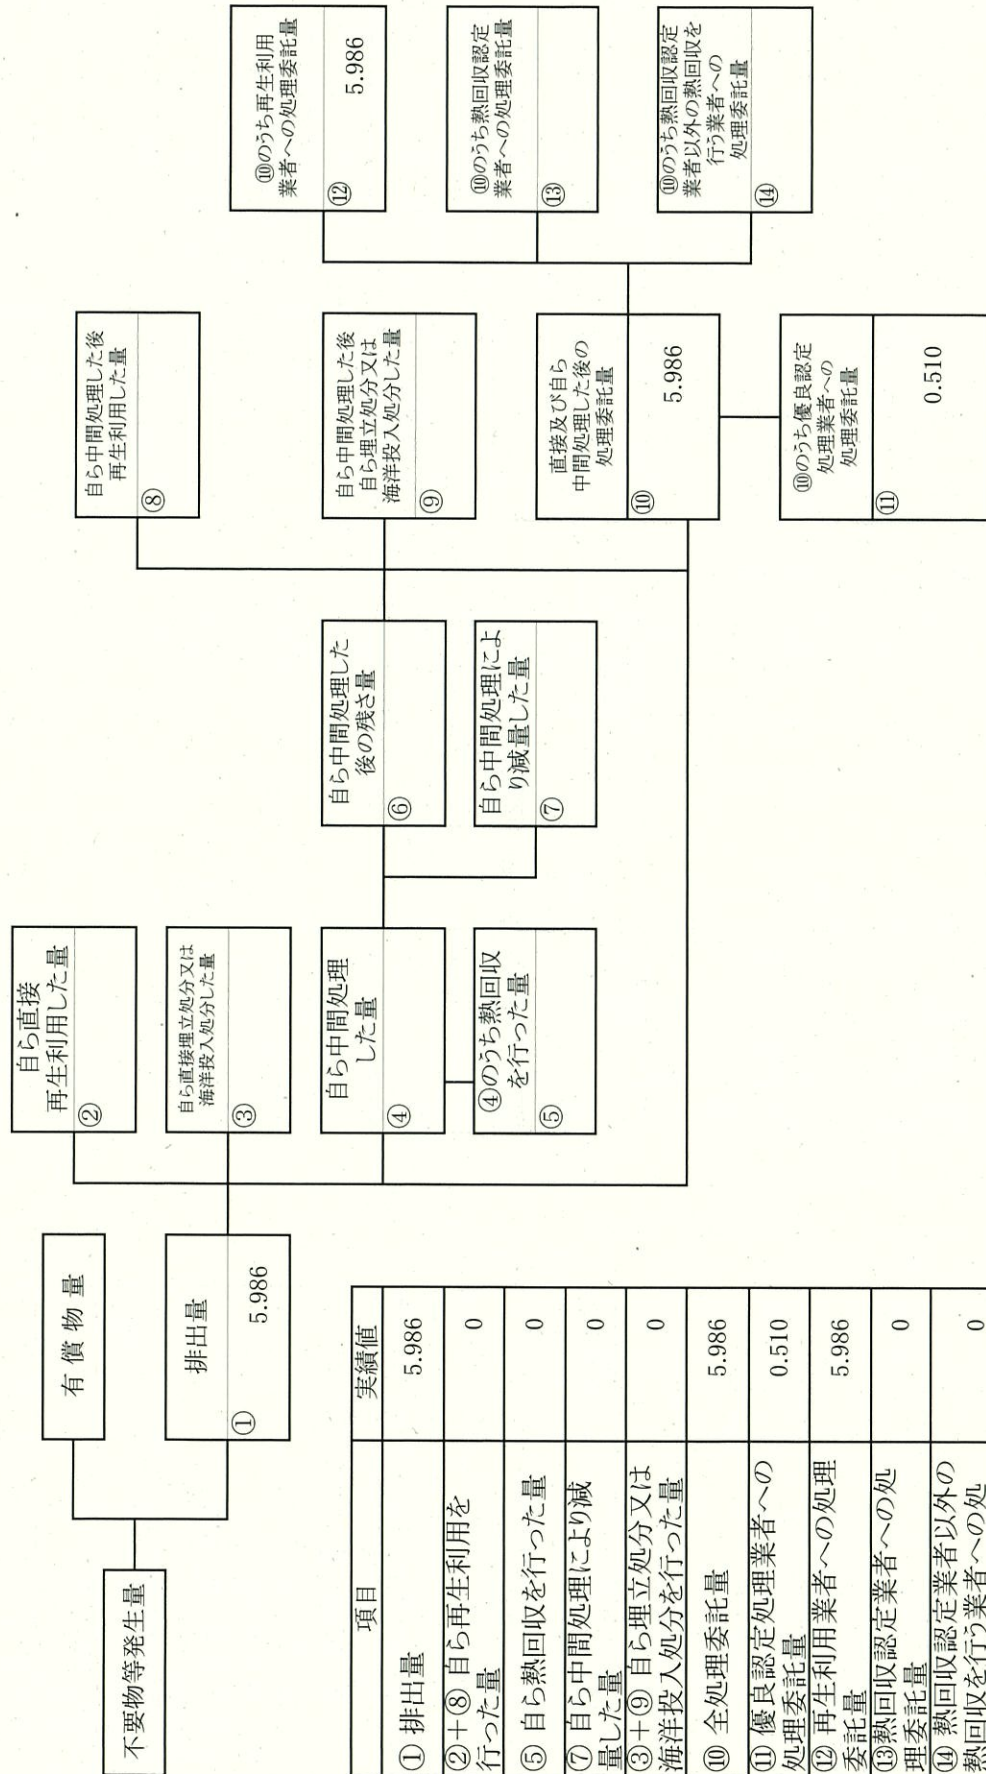 不要物等発生量
有償物量
排出量
①
5.986
自ら直接
再生利用した量
②
自ら直接埋立処分又は
海洋投入処分した量
③
自ら中間処理
した量
④
④のうち熱回収
を行った量
⑤
自ら中間処理した
後の残さ量
⑥
自ら中間処理によ
り減量した量
⑦
自ら中間処理した後
再生利用した量
⑧
自ら中間処理した後
自ら埋立処分又は
海洋投入処分した量
⑨
直接及び自ら
中間処理した後の
処理委託量
⑩
5.986
⑩のうち優良認定
処理業者への
処理委託量
⑪
0.510
⑩のうち再生利用
業者への処理委託量
⑫
5.986
⑩のうち熱回収認定
業者への処理委託量
⑬
⑩のうち熱回収認定
業者以外の熱回収を
行う業者への
処理委託量
⑭
項目 実績値
① 排出量 5.986
②+⑧ 自ら再生利用を
行った量 0
⑤ 自ら熱回収を行った量 0
⑦ 自ら中間処理により減
量した量 0
③+⑨ 自ら埋立処分又は
海洋投入処分を行った量 0
⑩ 全処理委託量 5.986
⑪ 優良認定処理業者への
処理委託量 0.510
⑫ 再生利用業者への処理
委託量 5.986
⑬熱回収認定業者への処
理委託量 0
⑭ 熱回収認定業者以外の
熱回収を行う業者への処 0